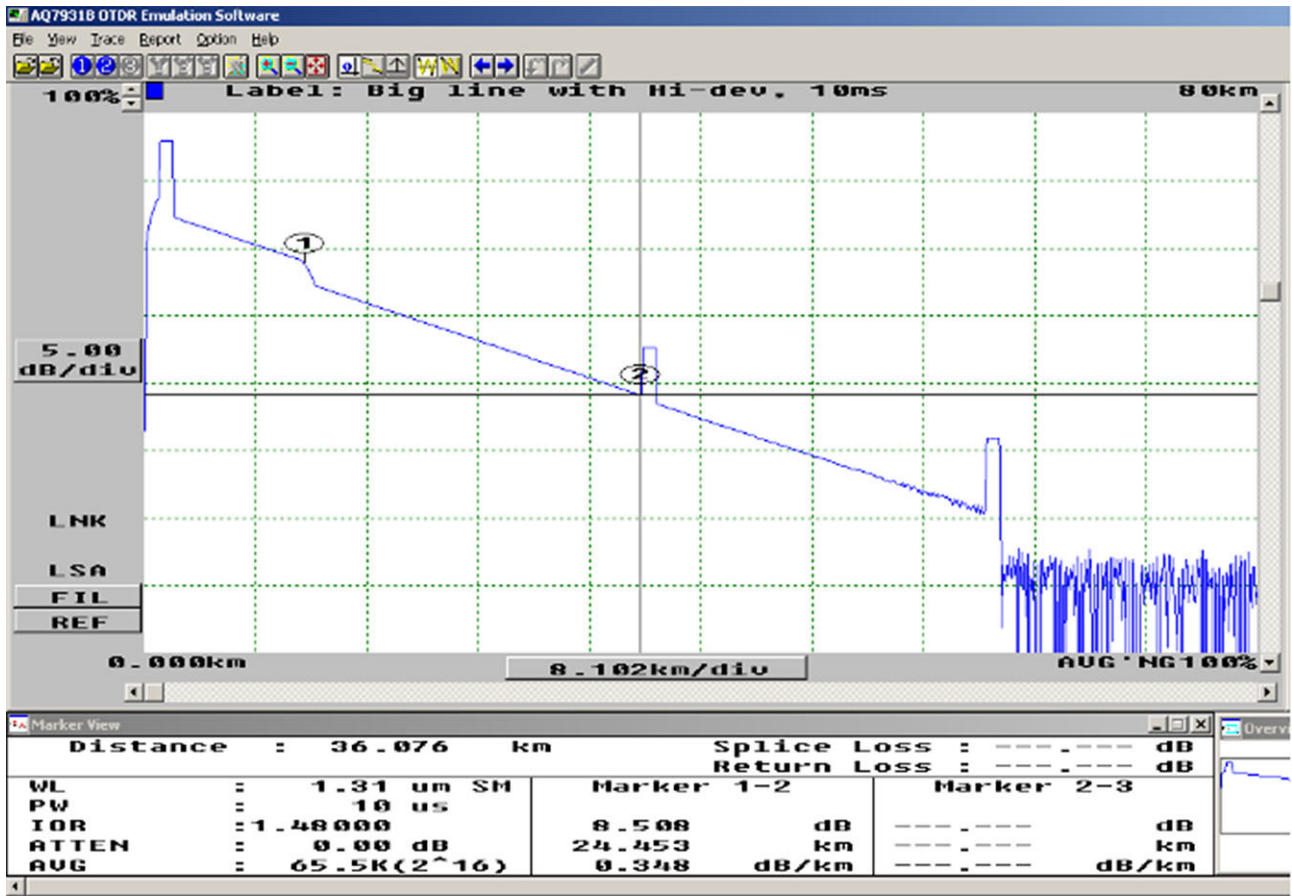 AQ7931B OTDR Emulation Software
File View Trace Report Option Help
100% Label: Big line with Hi-dev. 10ms 80km
1
2
5.00
dB/div
LNK
LSA
FIL
REF
0.000km 8.102km/div AVG'NG100%
Marker View
Distance : 36.076 km Splice Loss : ---.--- dB
Return Loss : ---.--- dB
WL : 1.31 um SM Marker 1-2 Marker 2-3
PW : 10 us
IOR :1.48000 8.508 dB ---.--- dB
ATTEN : 0.00 dB 24.453 km ---.--- km
AVG : 65.5K(2^16) 0.348 dB/km ---.--- dB/km